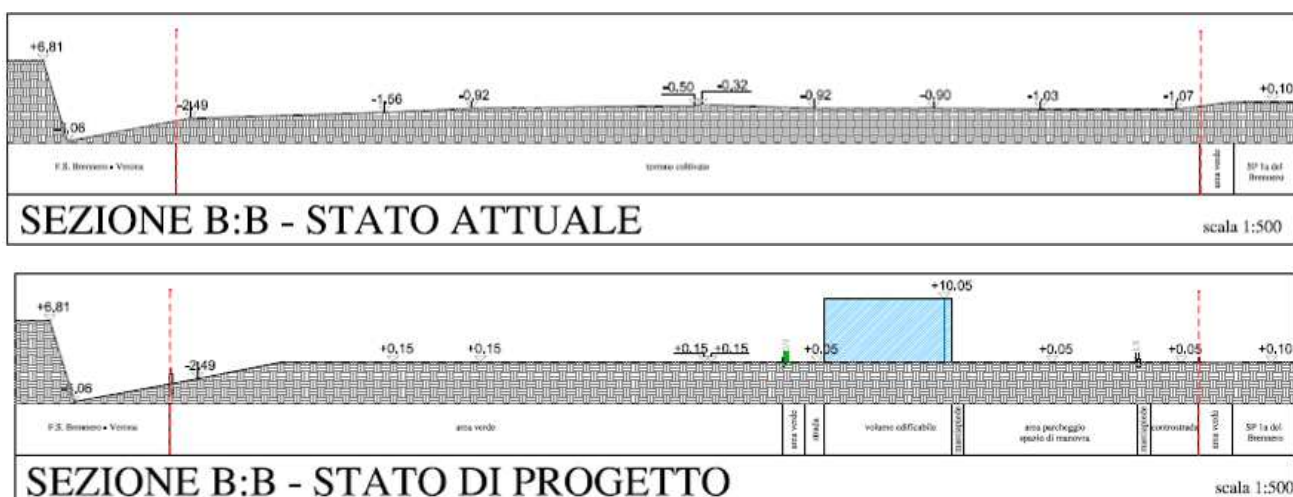 +6,81
-2,49
-1,56
-0,92
-0,50
-0,32
-0,92
-0,90
-1,03
-1,07
+0,10
F.S. Brennero - Verona
terreno coltivato
area verde
SP 1a del
Brennero
SEZIONE B:B - STATO ATTUALE
scala 1:500
+6,81
-2,49
+0,15
+0,15
+0,15
+0,15
+0,05
+10,05
+0,05
+0,05
+0,10
F.S. Brennero - Verona
area verde
area verde
strada
volume edificabile
marciapiede
area parcheggio
spazio di manovra
marciapiede
controstrada
area verde
SP 1a del
Brennero
SEZIONE B:B - STATO DI PROGETTO
scala 1:500